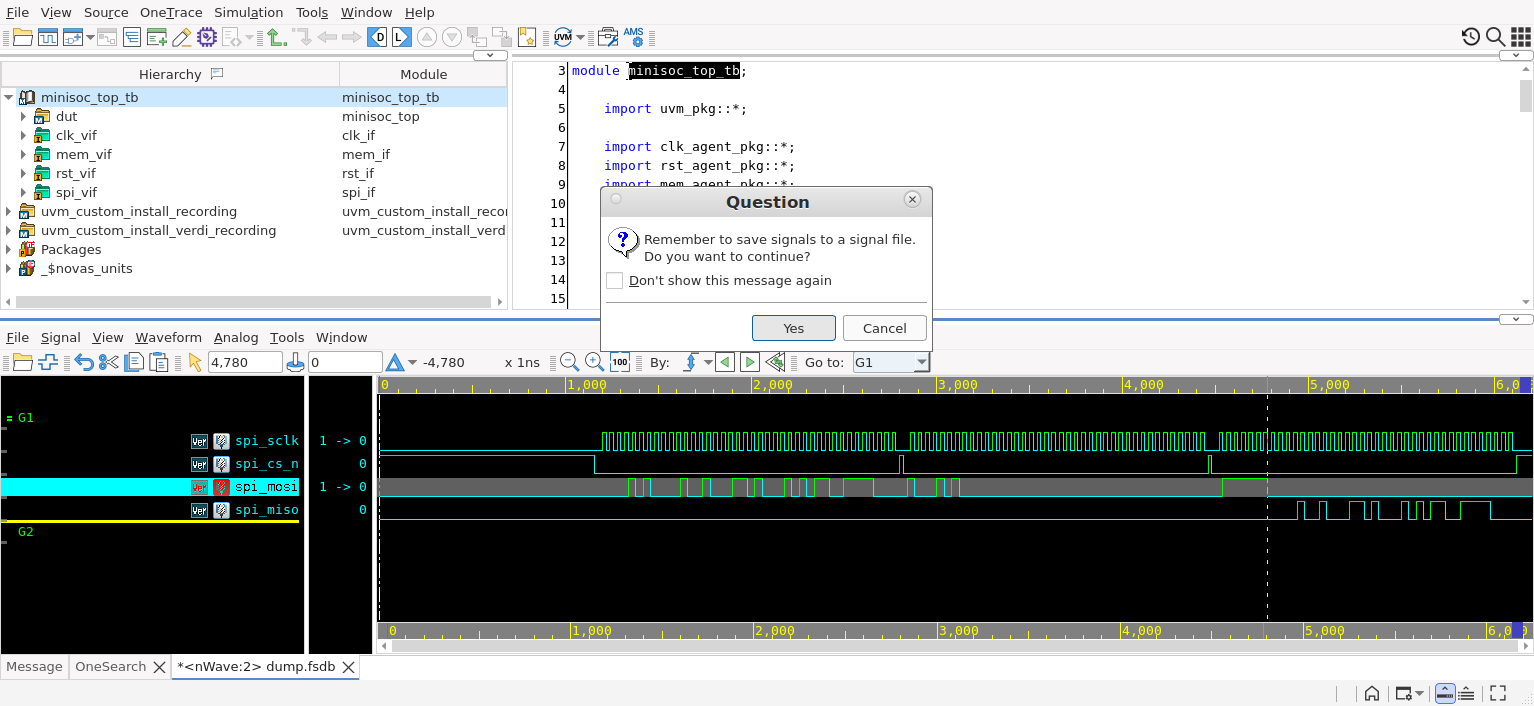 File View Source OneTrace Simulation Tools Window Help
D L UVM AMS
Hierarchy Module
minisoc_top_tb minisoc_top_tb
dut minisoc_top
clk_vif clk_if
mem_vif mem_if
rst_vif rst_if
spi_vif spi_if
uvm_custom_install_recording uvm_custom_install_reco
uvm_custom_install_verdi_recording uvm_custom_install_verd
Packages
_$novas_units
3 module minisoc_top_tb;
4
5 import uvm_pkg::*;
6
7 import clk_agent_pkg::*;
8 import rst_agent_pkg::*;
9 import mem_agent_pkg::*;
10
11
12
13
14
15
Question
Remember to save signals to a signal file.
Do you want to continue?
Don't show this message again
Yes Cancel
File Signal View Waveform Analog Tools Window
4,780 0 -4,780 x 1ns 100 By: Go to: G1
0 1,000 2,000 3,000 4,000 5,000 6,0
G1
spi_sclk 1 -> 0
spi_cs_n 0
spi_mosi 1 -> 0
spi_miso 0
G2
0 1,000 2,000 3,000 4,000 5,000 6,0
Message OneSearch *<nWave:2> dump.fsdb